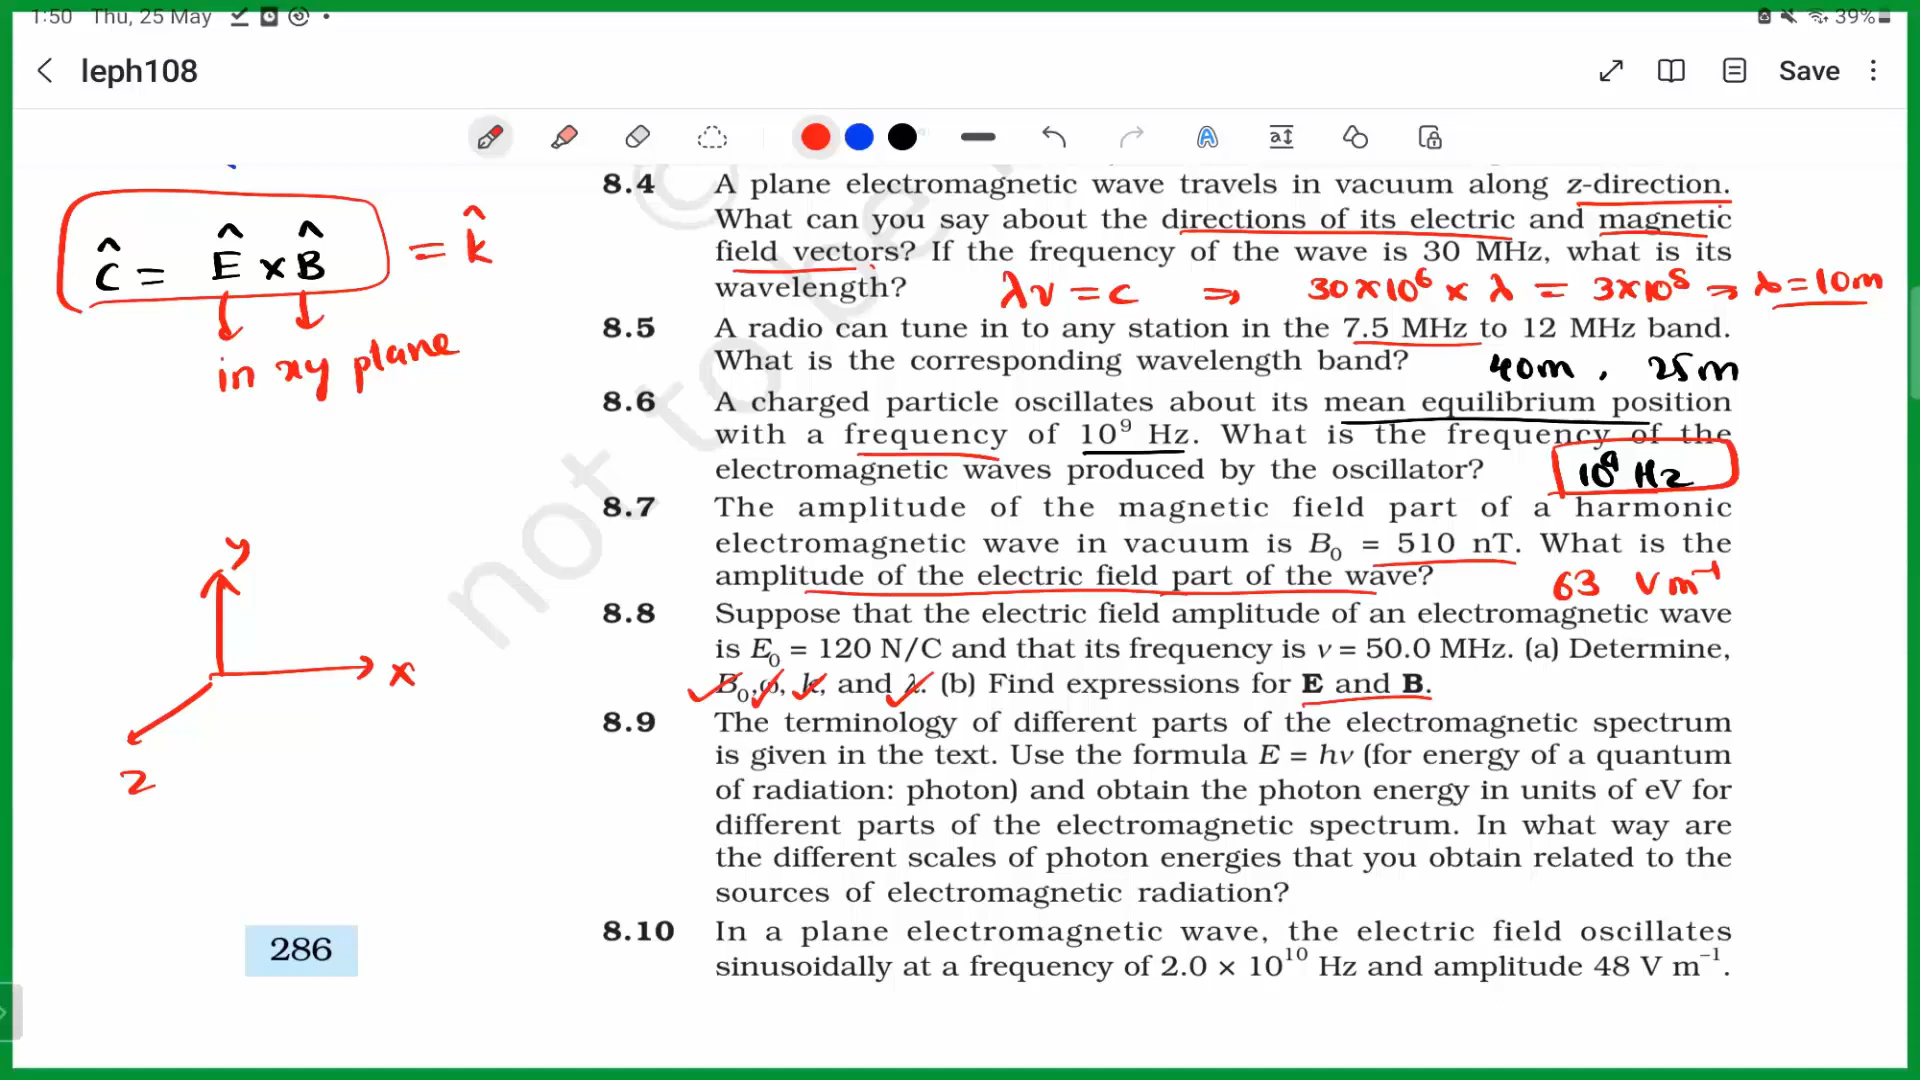 1:50 Thu, 25 May
39%
leph108
Save
8.4 A plane electromagnetic wave travels in vacuum along z-direction.
What can you say about the directions of its electric and magnetic
field vectors? If the frequency of the wave is 30 MHz, what is its
wavelength? λν = c ⇒ 30×10⁶ × λ = 3×10⁸ → λ = 10m
Ĉ = Ê × B̂ = k̂
in xy plane
8.5 A radio can tune in to any station in the 7.5 MHz to 12 MHz band.
What is the corresponding wavelength band? 40m , 25m
8.6 A charged particle oscillates about its mean equilibrium position
with a frequency of 10⁹ Hz. What is the frequency of the
electromagnetic waves produced by the oscillator? 10⁹ Hz
8.7 The amplitude of the magnetic field part of a harmonic
electromagnetic wave in vacuum is B₀ = 510 nT. What is the
amplitude of the electric field part of the wave? 63 Vm⁻¹
y
x
z
8.8 Suppose that the electric field amplitude of an electromagnetic wave
is E₀ = 120 N/C and that its frequency is ν = 50.0 MHz. (a) Determine,
B₀, ω, k, and λ. (b) Find expressions for E and B.
8.9 The terminology of different parts of the electromagnetic spectrum
is given in the text. Use the formula E = hν (for energy of a quantum
of radiation: photon) and obtain the photon energy in units of eV for
different parts of the electromagnetic spectrum. In what way are
the different scales of photon energies that you obtain related to the
sources of electromagnetic radiation?
8.10 In a plane electromagnetic wave, the electric field oscillates
sinusoidally at a frequency of 2.0 × 10¹⁰ Hz and amplitude 48 V m⁻¹.
286
not to be